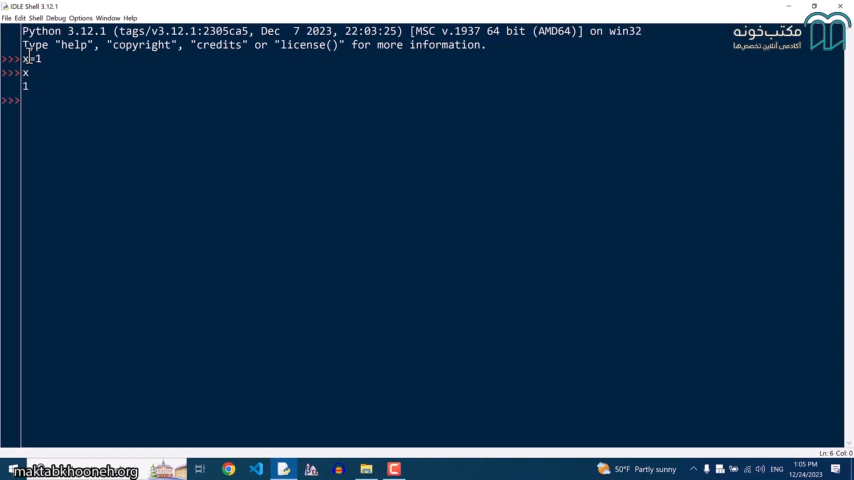 IDLE Shell 3.12.1
File Edit Shell Debug Options Window Help
Python 3.12.1 (tags/v3.12.1:2305ca5, Dec  7 2023, 22:03:25) [MSC v.1937 64 bit (AMD64)] on win32
Type "help", "copyright", "credits" or "license()" for more information.
مکتب‌خونه
آکادمی آنلاین تخصص‌ها
>>> x=1
>>> x
1
>>>
Ln: 6 Col: 0
maktabkhooneh.org
50°F Partly sunny
ENG
1:05 PM
12/24/2023